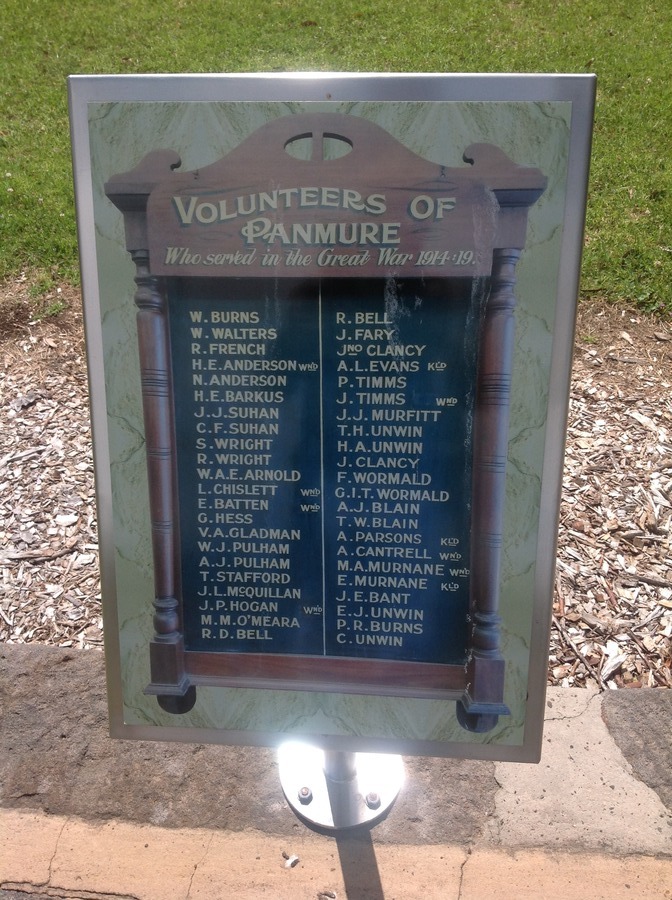 VOLUNTEERS OF
PANMURE
Who served in the Great War 1914-19.
W. BURNS
W. WALTERS
R. FRENCH
H.E. ANDERSON WND
N. ANDERSON
H.E. BARKUS
J.J. SUHAN
C.F. SUHAN
S. WRIGHT
R. WRIGHT
W.A.E. ARNOLD
L. CHISLETT WND
E. BATTEN WND
G. HESS
V.A. GLADMAN
W.J. PULHAM
A.J. PULHAM
T. STAFFORD
J.L. McQUILLAN
J.P. HOGAN WND
M.M. O'MEARA
R.D. BELL
R. BELL
J. FARY
JNO CLANCY
A.L. EVANS KLD
P. TIMMS
J. TIMMS WND
J.J. MURFITT
T.H. UNWIN
H.A. UNWIN
J. CLANCY
F. WORMALD
G.I.T. WORMALD
A.J. BLAIN
T.W. BLAIN
A. PARSONS KLD
A. CANTRELL WND
M.A. MURNANE WND
E. MURNANE KLD
J.E. BANT
E.J. UNWIN
P.R. BURNS
C. UNWIN